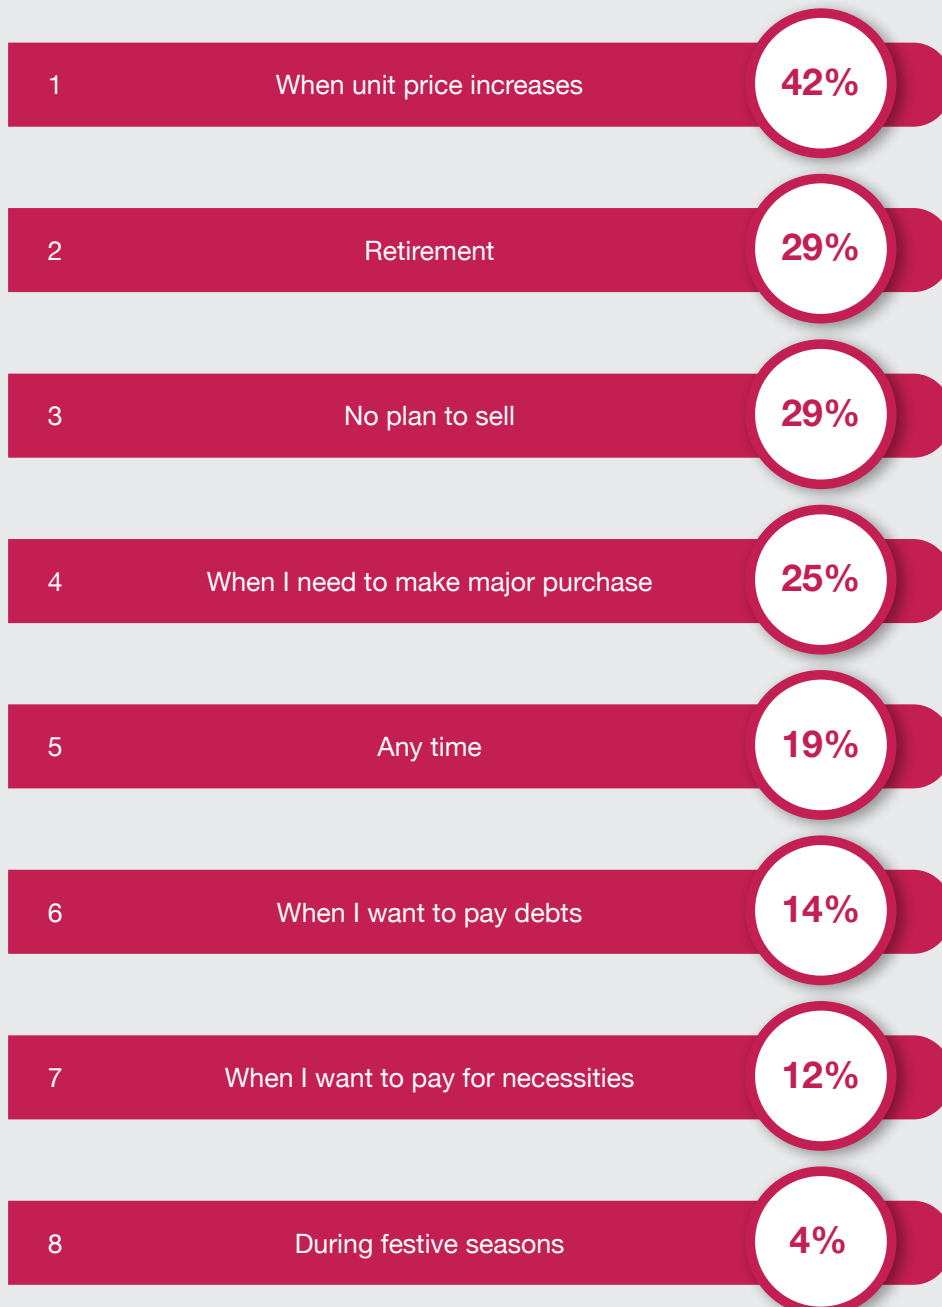 1 When unit price increases 42%
2 Retirement 29%
3 No plan to sell 29%
4 When I need to make major purchase 25%
5 Any time 19%
6 When I want to pay debts 14%
7 When I want to pay for necessities 12%
8 During festive seasons 4%